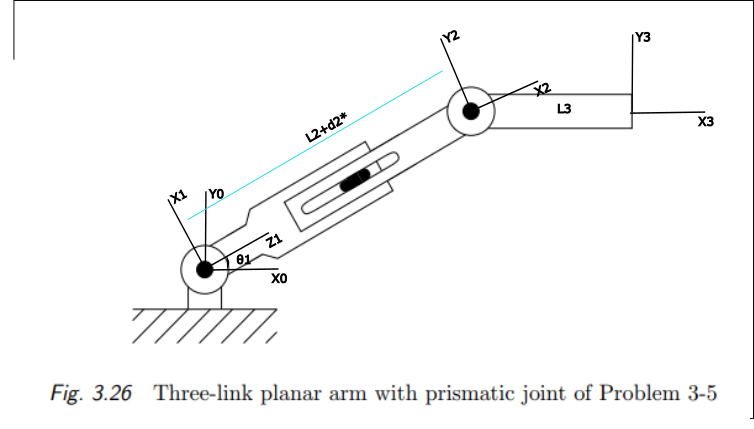 Y2
Y3
X2
L3
X3
L2+d2*
X1
Y0
Z1
θ1
X0
Fig. 3.26 Three-link planar arm with prismatic joint of Problem 3-5